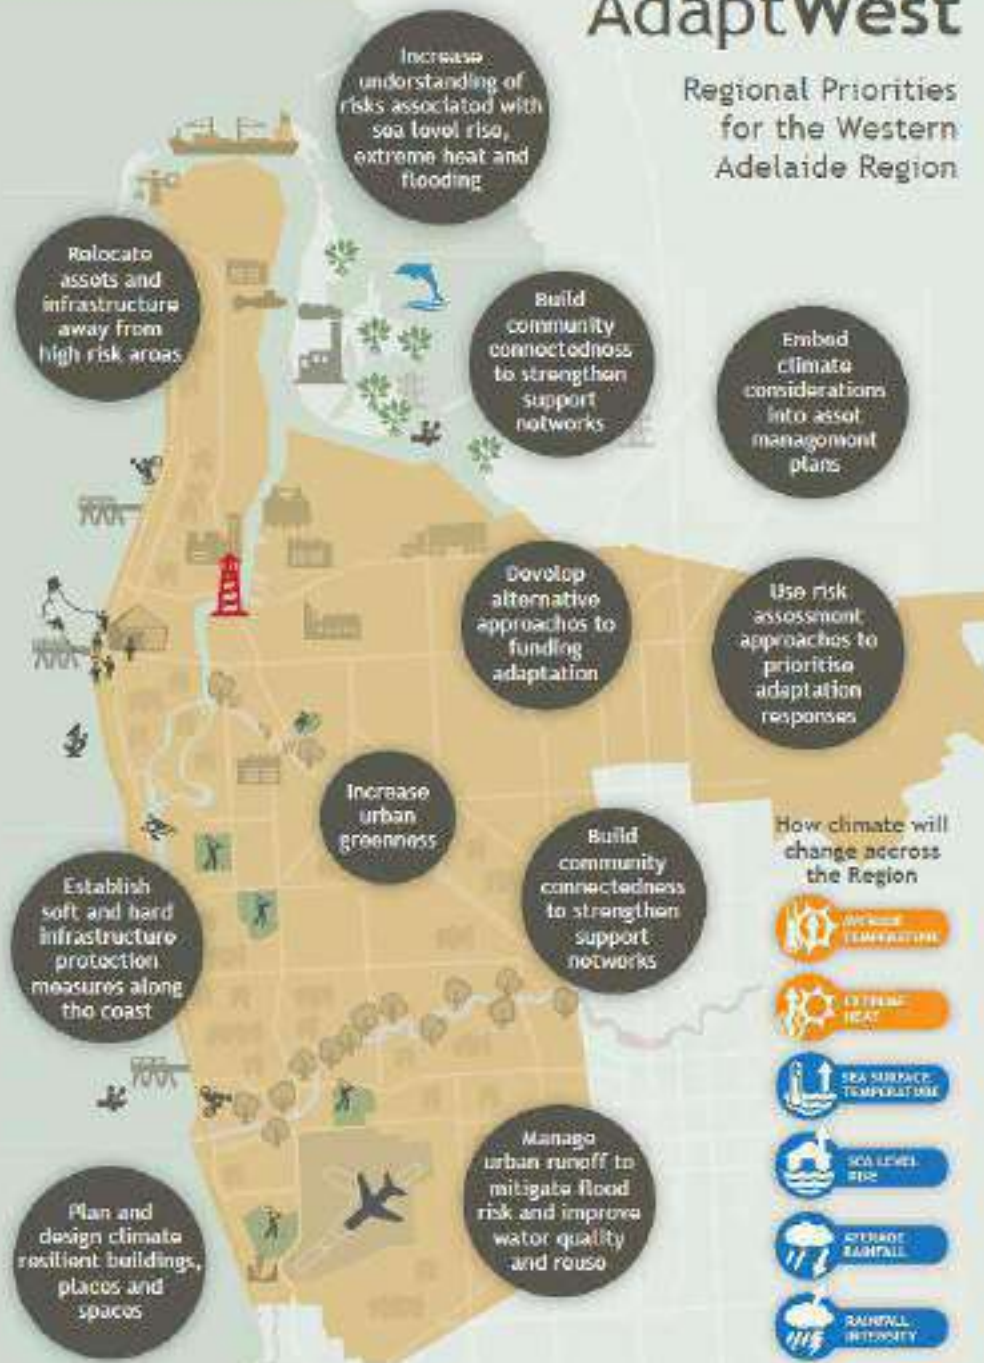 AdaptWest
Regional Priorities
for the Western
Adelaide Region
Increase
understanding of
risks associated with
sea level rise,
extreme heat and
flooding
Relocate
assets and
infrastructure
away from
high risk areas
Build
community
connectedness
to strengthen
support
networks
Embed
climate
considerations
into asset
management
plans
Develop
alternative
approaches to
funding
adaptation
Use risk
assessment
approaches to
prioritise
adaptation
responses
Increase
urban
greenness
Build
community
connectedness
to strengthen
support
networks
Establish
soft and hard
infrastructure
protection
measures along
the coast
Manage
urban runoff to
mitigate flood
risk and improve
water quality
and reuse
Plan and
design climate
resilient buildings,
places and
spaces
How climate will
change accross
the Region
AVERAGE
TEMPERATURE
EXTREME
HEAT
SEA SURFACE
TEMPERATURE
SEA LEVEL
RISE
AVERAGE
RAINFALL
RAINFALL
INTENSITY